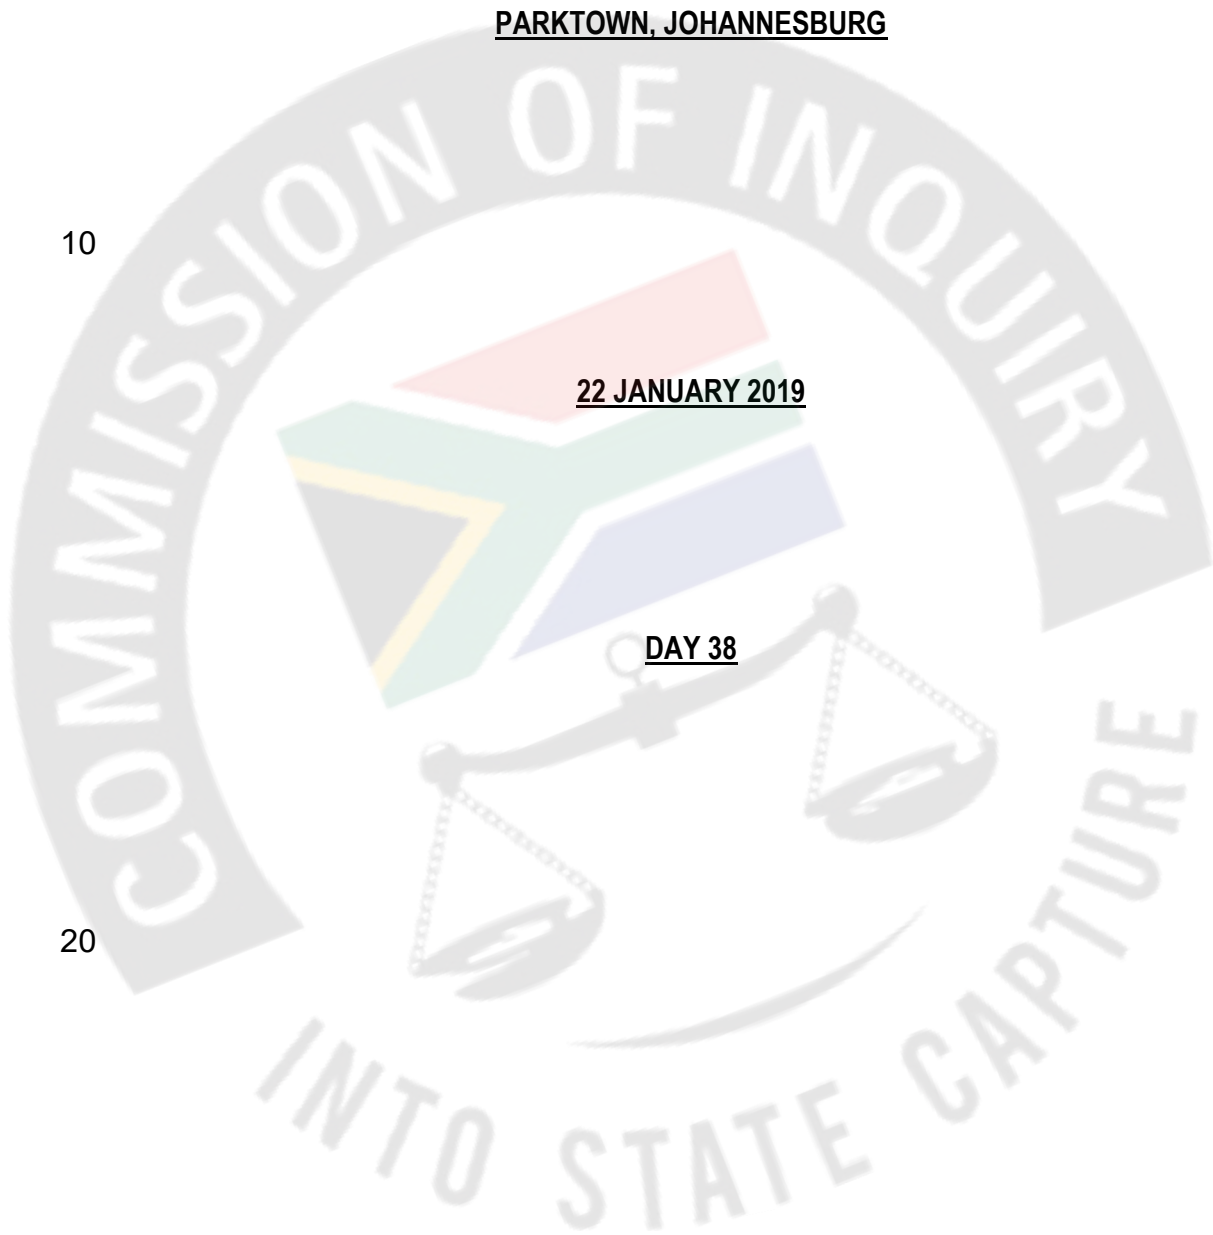 PARKTOWN, JOHANNESBURG
COMMISSION OF INQUIRY
10
22 JANUARY 2019
DAY 38
20
INTO STATE CAPTURE